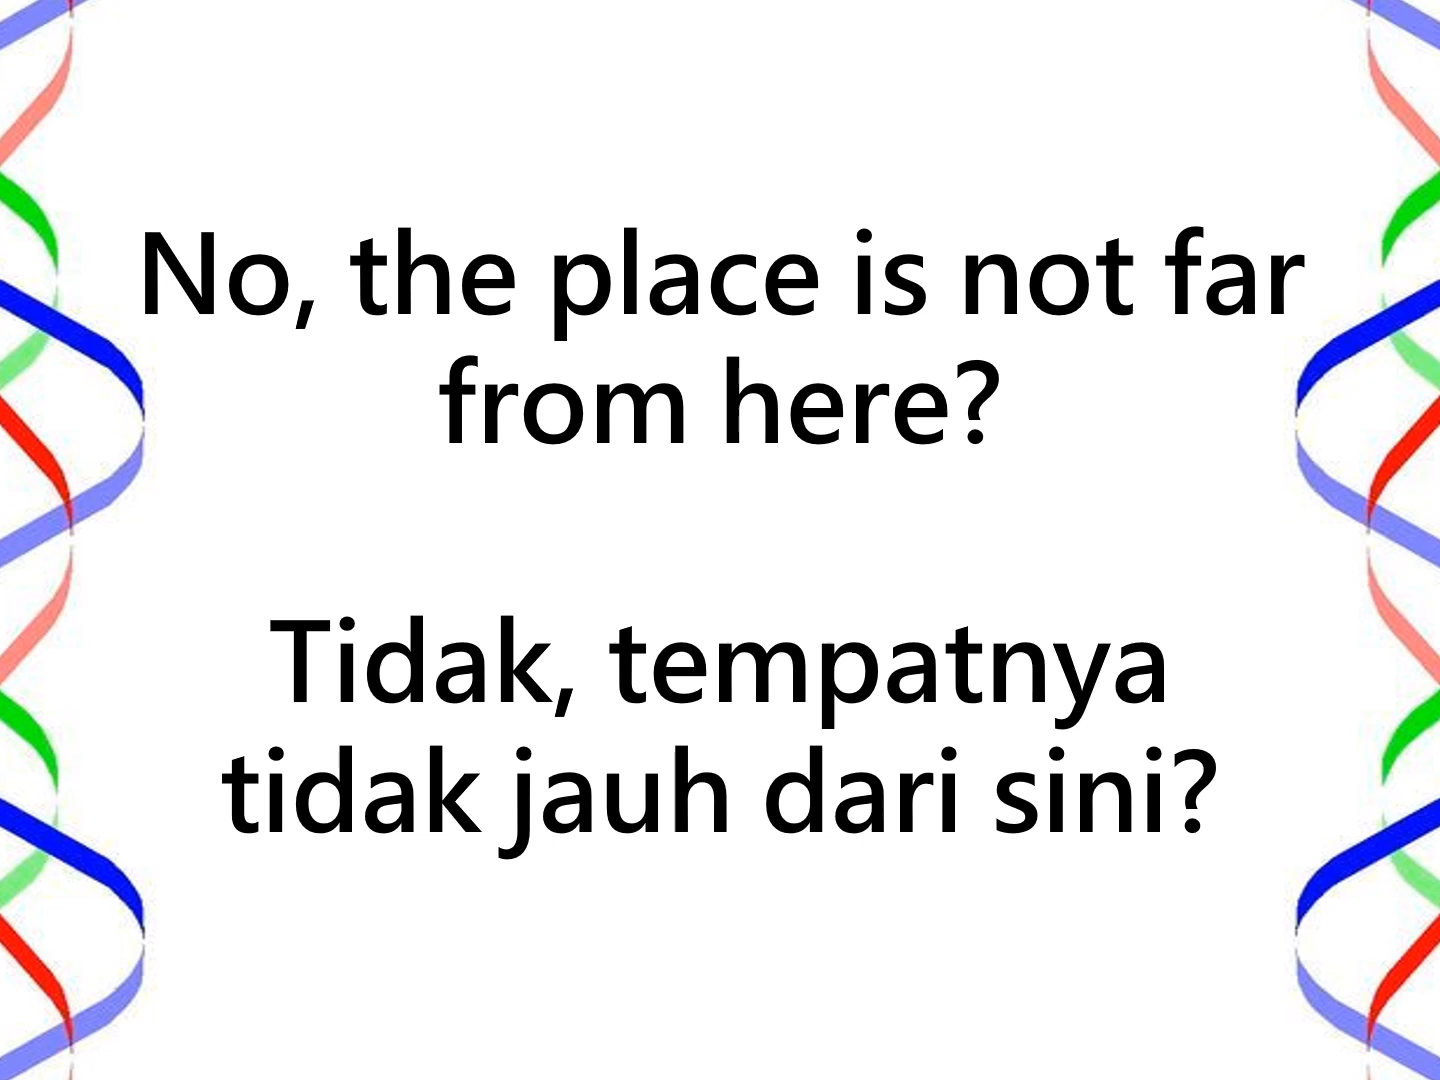 No, the place is not far
from here?
Tidak, tempatnya
tidak jauh dari sini?